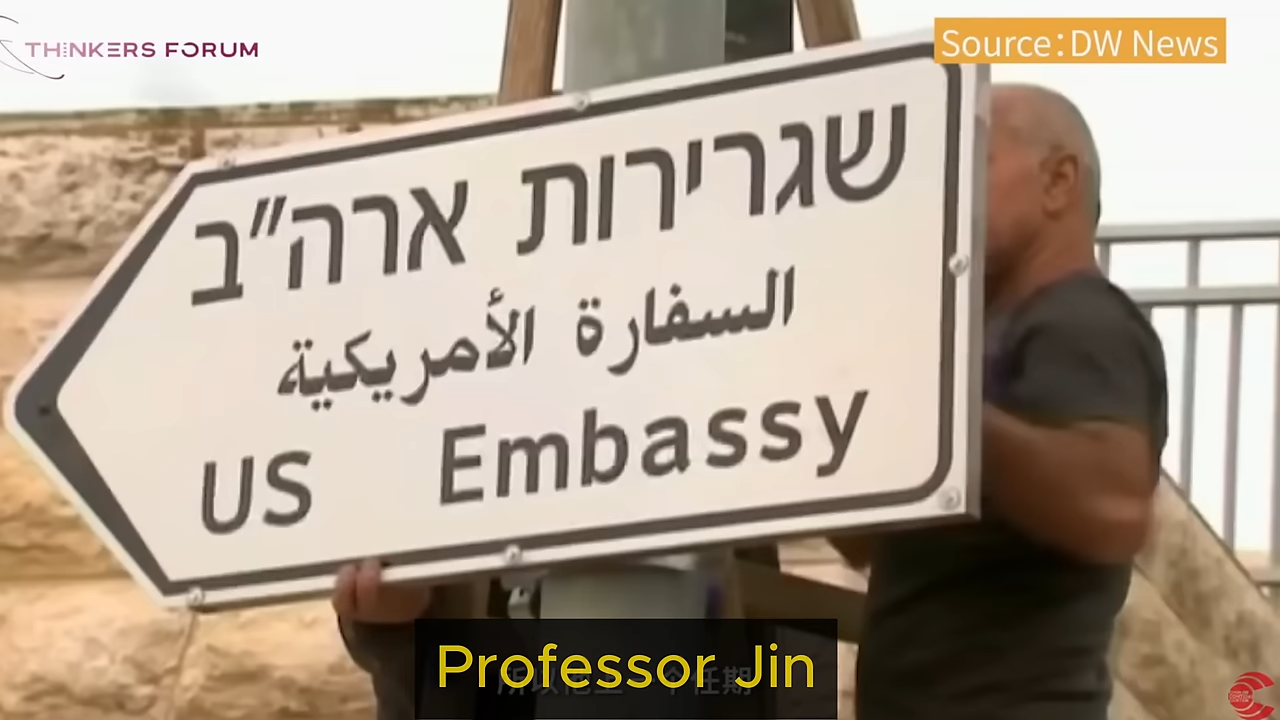 THINKERS FORUM
Source：DW News
שגרירות ארה״ב
السفارة الأمريكية
US Embassy
Professor Jin